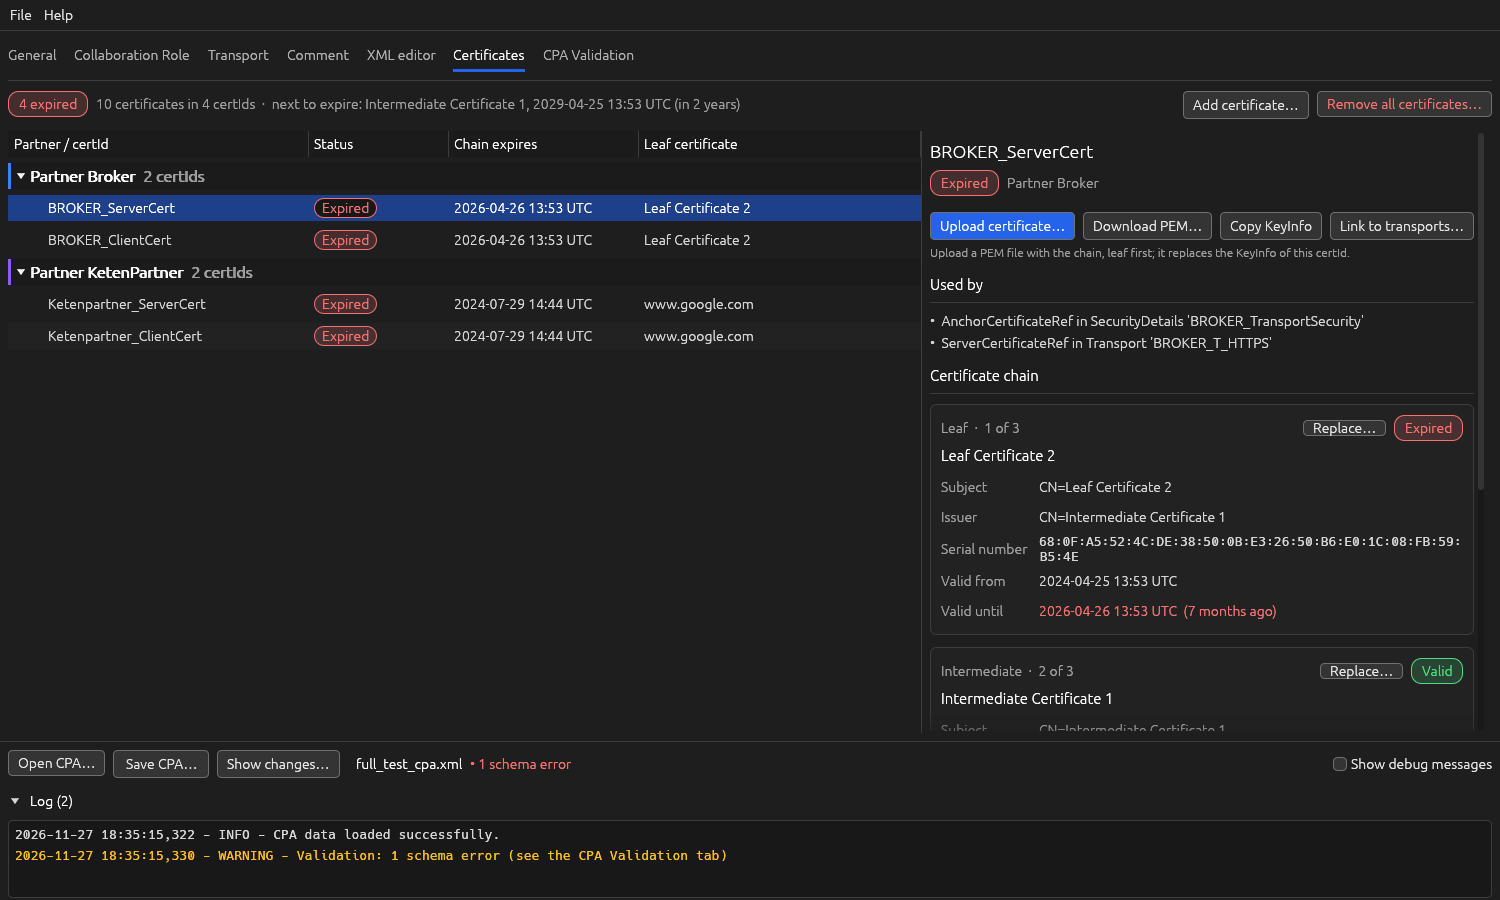 File Help
General Collaboration Role Transport Comment XML editor Certificates CPA Validation
4 expired 10 certificates in 4 certIds · next to expire: Intermediate Certificate 1, 2029-04-25 13:53 UTC (in 2 years) Add certificate... Remove all certificates...
Partner / certId Status Chain expires Leaf certificate
Partner Broker 2 certIds
BROKER_ServerCert Expired 2026-04-26 13:53 UTC Leaf Certificate 2
BROKER_ClientCert Expired 2026-04-26 13:53 UTC Leaf Certificate 2
Partner KetenPartner 2 certIds
Ketenpartner_ServerCert Expired 2024-07-29 14:44 UTC www.google.com
Ketenpartner_ClientCert Expired 2024-07-29 14:44 UTC www.google.com
BROKER_ServerCert
Expired Partner Broker
Upload certificate... Download PEM... Copy KeyInfo Link to transports...
Upload a PEM file with the chain, leaf first; it replaces the KeyInfo of this certId.
Used by
• AnchorCertificateRef in SecurityDetails 'BROKER_TransportSecurity'
• ServerCertificateRef in Transport 'BROKER_T_HTTPS'
Certificate chain
Leaf · 1 of 3 Replace... Expired
Leaf Certificate 2
Subject CN=Leaf Certificate 2
Issuer CN=Intermediate Certificate 1
Serial number 68:0F:A5:52:4C:DE:38:50:0B:E3:26:50:B6:E0:1C:08:FB:59:
B5:4E
Valid from 2024-04-25 13:53 UTC
Valid until 2026-04-26 13:53 UTC (7 months ago)
Intermediate · 2 of 3 Replace... Valid
Intermediate Certificate 1
Subject CN=Intermediate Certificate 1
Open CPA... Save CPA... Show changes... full_test_cpa.xml • 1 schema error Show debug messages
Log (2)
2026-11-27 18:35:15,322 - INFO - CPA data loaded successfully.
2026-11-27 18:35:15,330 - WARNING - Validation: 1 schema error (see the CPA Validation tab)